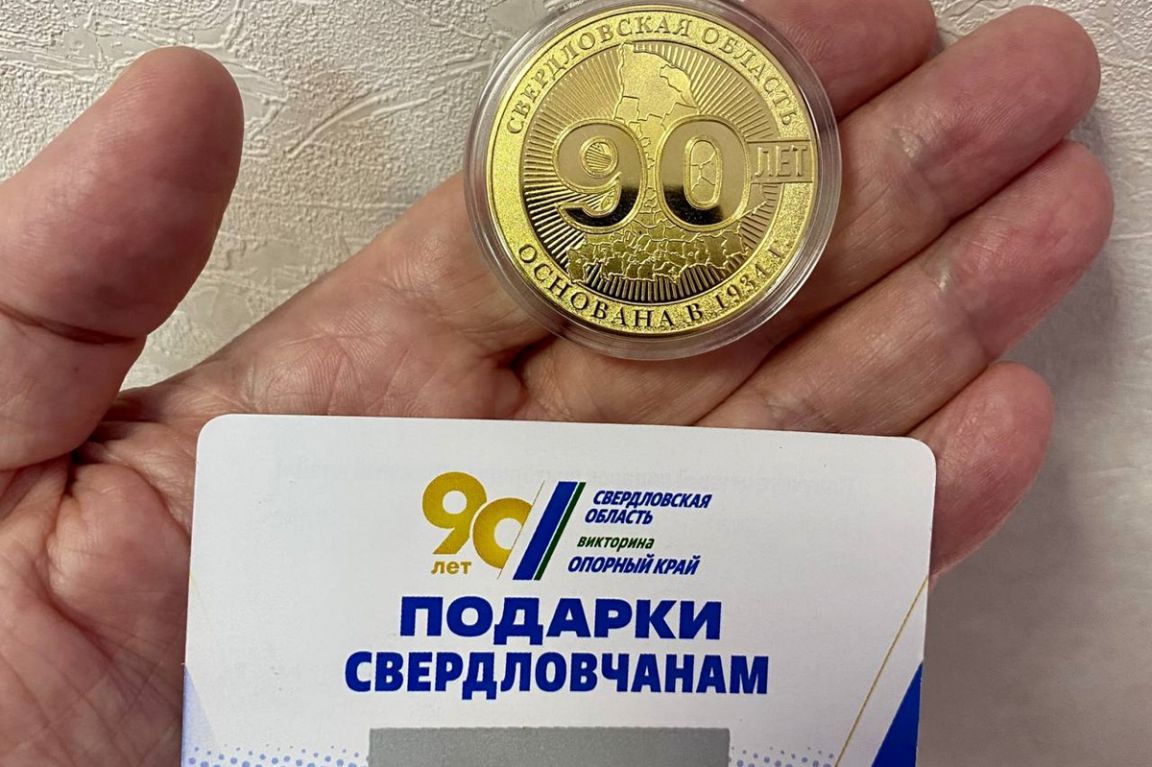 СВЕРДЛОВСКАЯ ОБЛАСТЬ
90
ЛЕТ
ОСНОВАНА В 1934 Г.
90
лет
СВЕРДЛОВСКАЯ
ОБЛАСТЬ
викторина
ОПОРНЫЙ КРАЙ
ПОДАРКИ
СВЕРДЛОВЧАНАМ